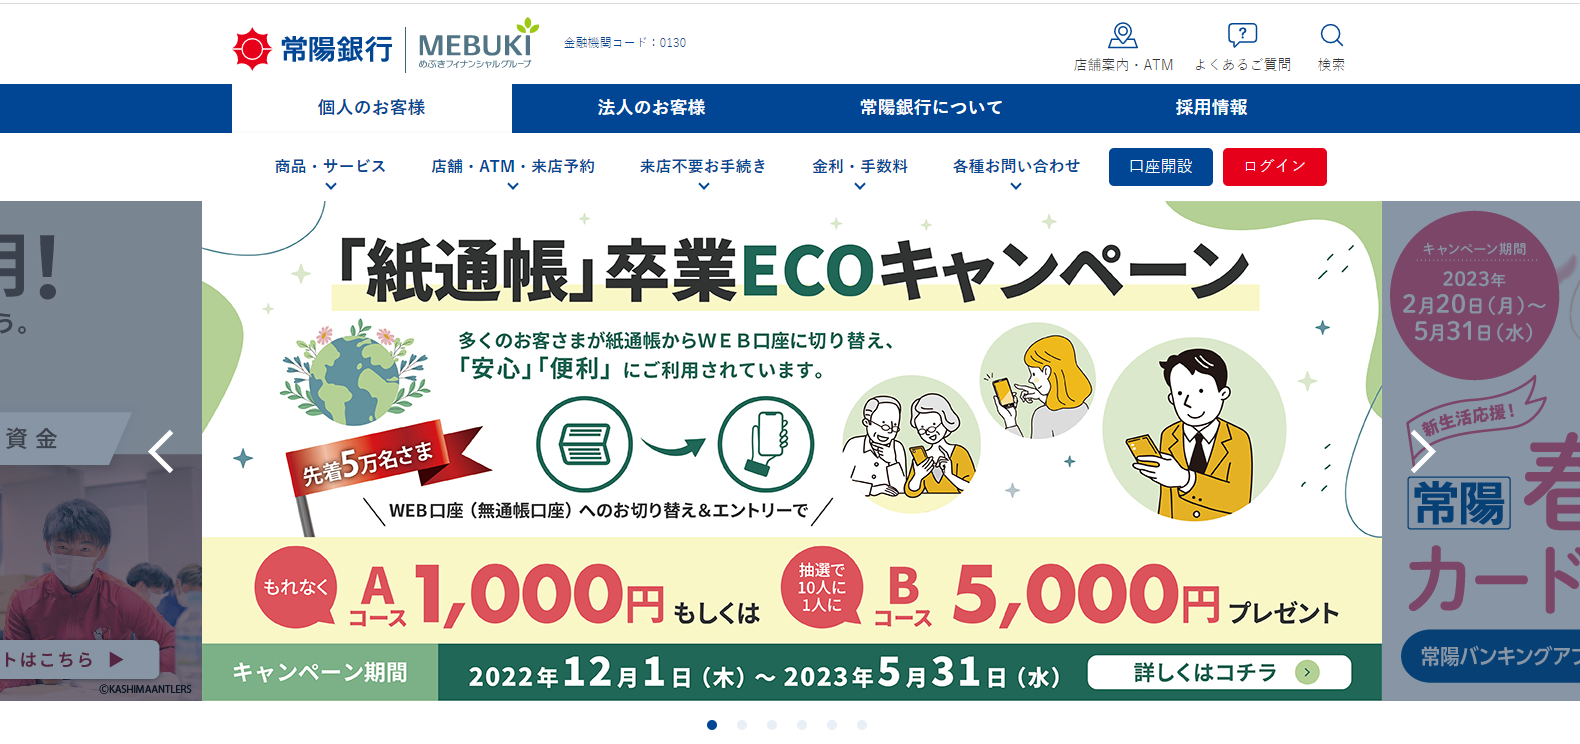 常陽銀行
MEBUKI
めぶきフィナンシャルグループ
金融機関コード：0130
店舗案内・ATM
よくあるご質問
検索
個人のお客様
法人のお客様
常陽銀行について
採用情報
商品・サービス
店舗・ATM・来店予約
来店不要お手続き
金利・手数料
各種お問い合わせ
口座開設
ログイン
！
う。
資金
トはこちら
©KASHIMAANTLERS
「紙通帳」卒業ECOキャンペーン
多くのお客さまが紙通帳からWEB口座に切り替え、
「安心」「便利」にご利用されています。
先着5万名さま
WEB口座（無通帳口座）へのお切り替え＆エントリーで
もれなく
Aコース
1,000円
もしくは
抽選で
10人に
1人に
Bコース
5,000円
プレゼント
キャンペーン期間
2022年12月1日（木）～2023年5月31日（水）
詳しくはコチラ
キャンペーン期間
2023年
2月20日（月）～
5月31日（水）
新生活応援！
常陽
春
カード
常陽バンキングアプ